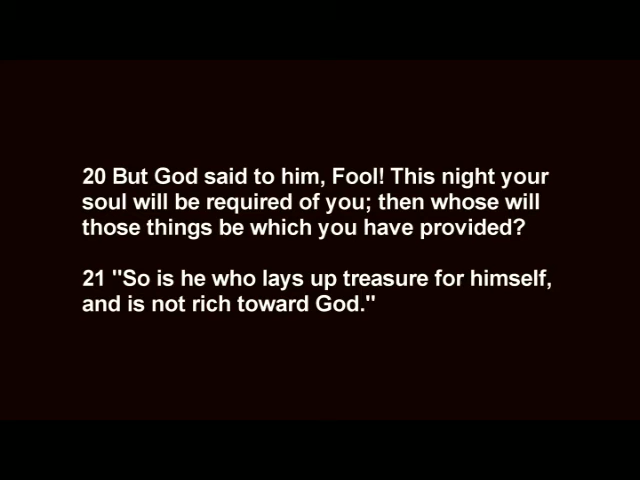 20 But God said to him, Fool! This night your
soul will be required of you; then whose will
those things be which you have provided?
21 "So is he who lays up treasure for himself,
and is not rich toward God."